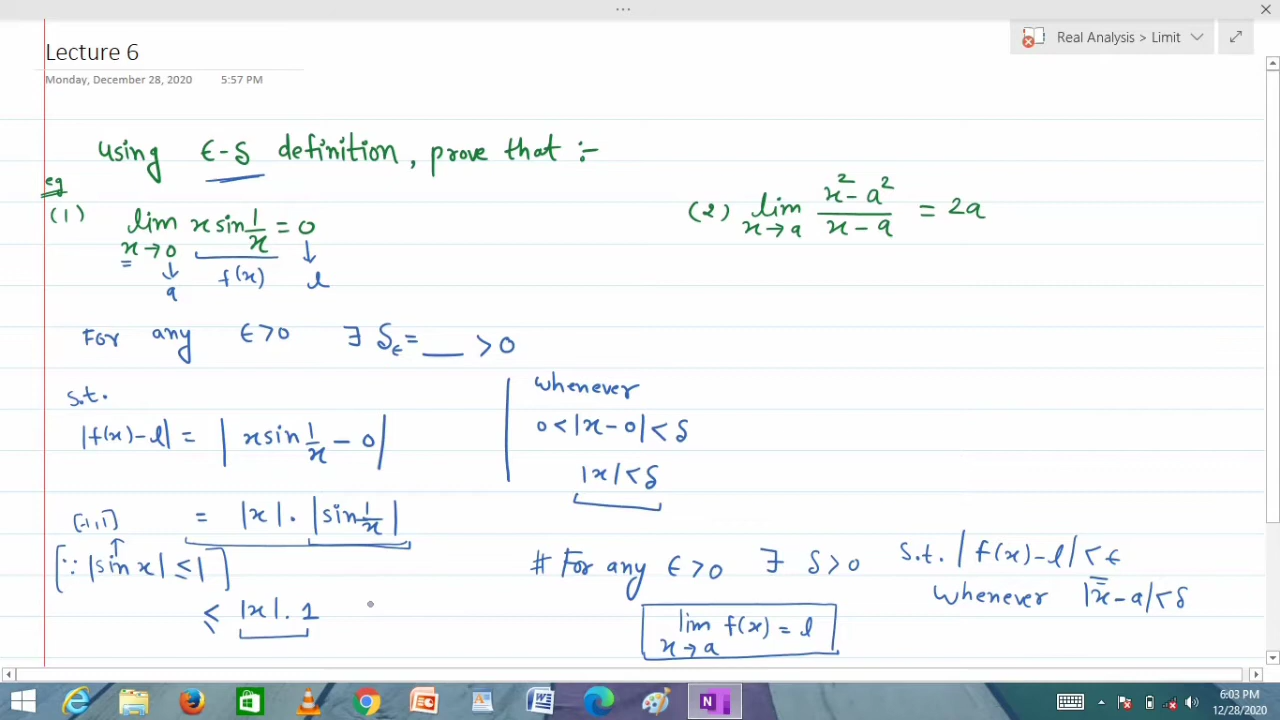 Lecture 6
Monday, December 28, 2020 5:57 PM
Real Analysis > Limit
using ε-δ definition, prove that :-
eg
(1) lim x→0 x sin 1/x = 0
a f(x) l
(2) lim x→a x²-a²/x-a = 2a
For any ε>0 ∃ δε= __ >0
s.t.
|f(x)-l| = |x sin 1/x - 0|
whenever
0<|x-0|<δ
|x|<δ
= |x|.|sin 1/x|
[-1,1]
[∵ |sin x| ≤ 1]
≤ |x|. 1
# For any ε>0 ∃ δ>0 s.t. |f(x)-l|<ε
whenever |x-a|<δ
lim x→a f(x) = l
6:03 PM
12/28/2020